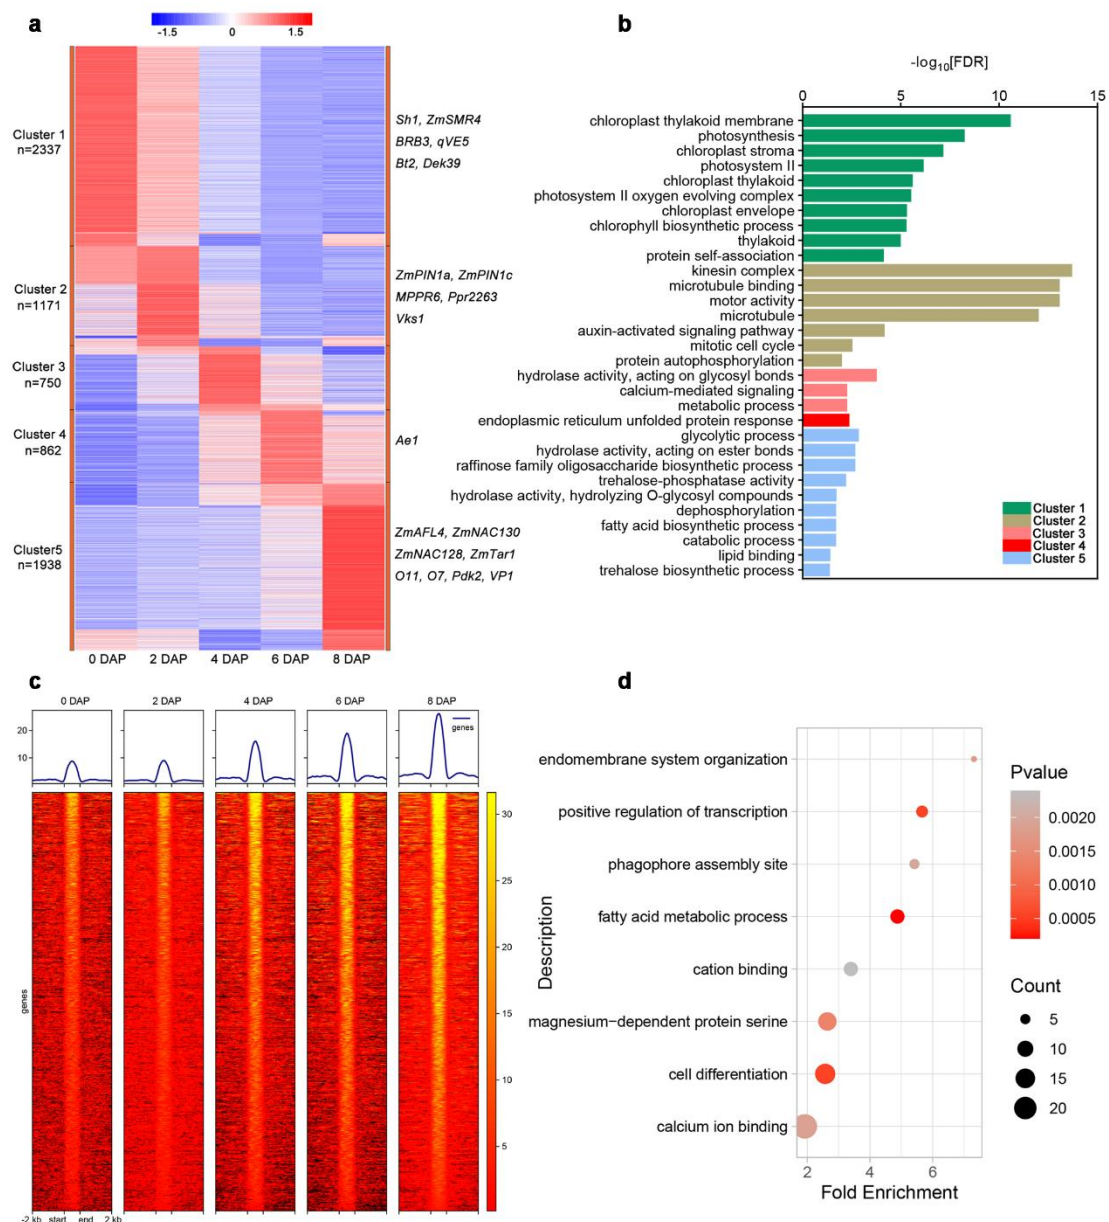 a
-1.5 0 1.5
Cluster 1
n=2337
Sh1, ZmSMR4
BRB3, qVE5
Bt2, Dek39
Cluster 2
n=1171
ZmPIN1a, ZmPIN1c
MPPR6, Ppr2263
Vks1
Cluster 3
n=750
Cluster 4
n=862
Ae1
Cluster5
n=1938
ZmAFL4, ZmNAC130
ZmNAC128, ZmTar1
O11, O7, Pdk2, VP1
0 DAP 2 DAP 4 DAP 6 DAP 8 DAP
b
-log10[FDR]
0 5 10 15
chloroplast thylakoid membrane
photosynthesis
chloroplast stroma
photosystem II
chloroplast thylakoid
photosystem II oxygen evolving complex
chloroplast envelope
chlorophyll biosynthetic process
thylakoid
protein self-association
kinesin complex
microtubule binding
motor activity
microtubule
auxin-activated signaling pathway
mitotic cell cycle
protein autophosphorylation
hydrolase activity, acting on glycosyl bonds
calcium-mediated signaling
metabolic process
endoplasmic reticulum unfolded protein response
glycolytic process
hydrolase activity, acting on ester bonds
raffinose family oligosaccharide biosynthetic process
trehalose-phosphatase activity
hydrolase activity, hydrolyzing O-glycosyl compounds
dephosphorylation
fatty acid biosynthetic process
catabolic process
lipid binding
trehalose biosynthetic process
Cluster 1
Cluster 2
Cluster 3
Cluster 4
Cluster 5
c
0 DAP 2 DAP 4 DAP 6 DAP 8 DAP
genes
20
10
30
25
20
15
10
5
genes
-2 kb start end 2 kb
d
endomembrane system organization
positive regulation of transcription
phagophore assembly site
fatty acid metabolic process
cation binding
magnesium-dependent protein serine
cell differentiation
calcium ion binding
Description
2 4 6
Fold Enrichment
Pvalue
0.0020
0.0015
0.0010
0.0005
Count
5
10
15
20